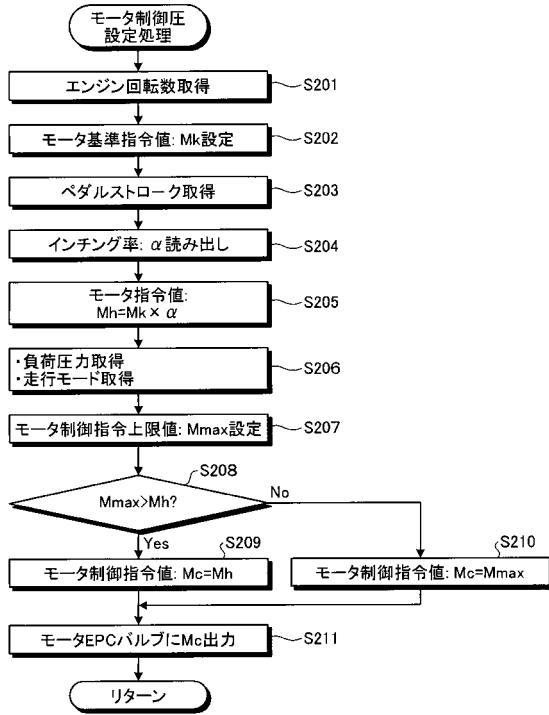 モータ制御圧
設定処理
エンジン回転数取得
S201
モータ基準指令値: Mk設定
S202
ペダルストローク取得
S203
インチング率: α読み出し
S204
モータ指令値:
Mh=Mk×α
S205
・負荷圧力取得
・走行モード取得
S206
モータ制御指令上限値: Mmax設定
S207
S208
Mmax>Mh?
No
Yes
S209
モータ制御指令値: Mc=Mh
S210
モータ制御指令値: Mc=Mmax
モータEPCバルブにMc出力
S211
リターン